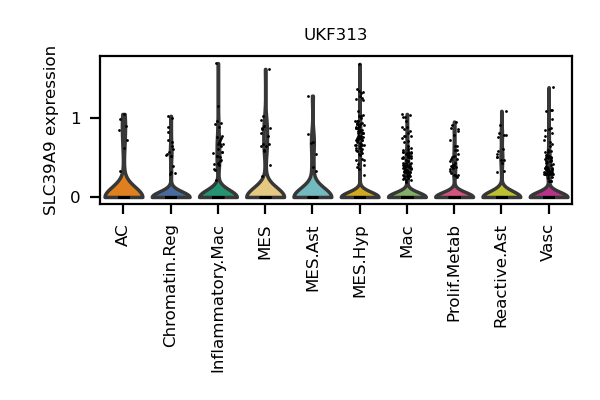 UKF313
SLC39A9 expression
1
0
AC
Chromatin.Reg
Inflammatory.Mac
MES
MES.Ast
MES.Hyp
Mac
Prolif.Metab
Reactive.Ast
Vasc